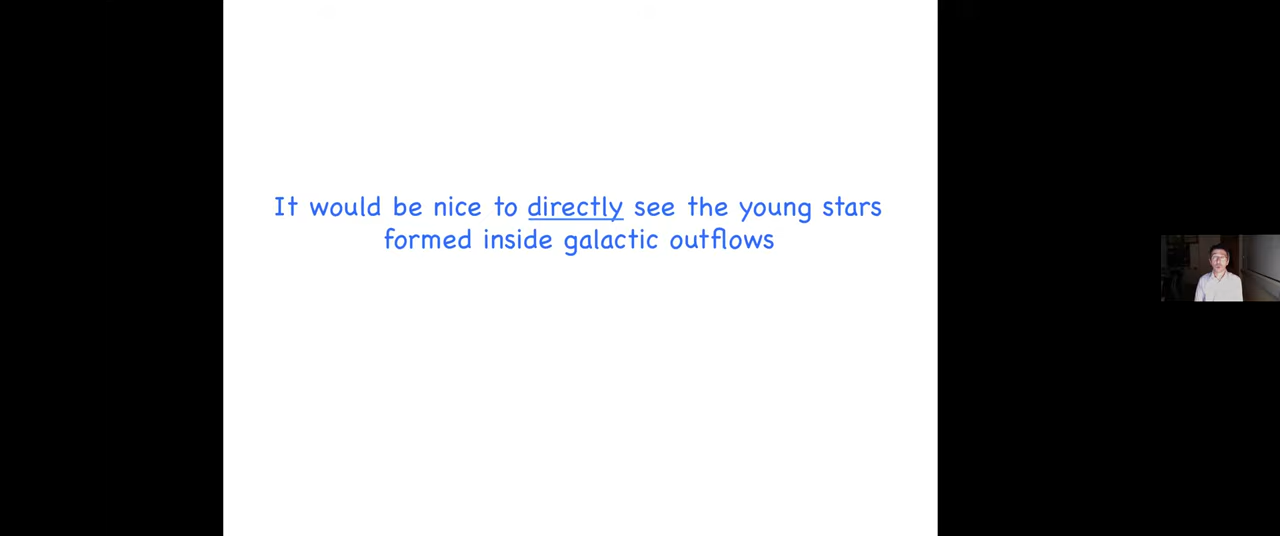 It would be nice to directly see the young stars
formed inside galactic outflows